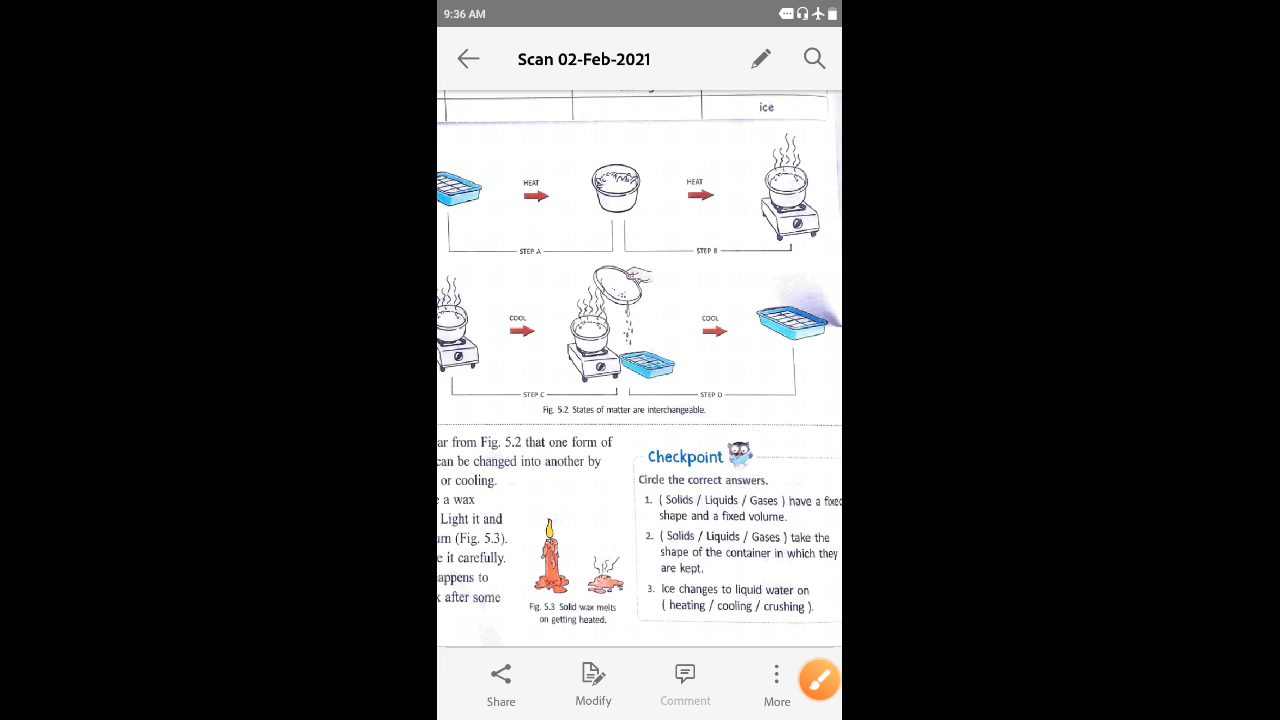 9:36 AM
Scan 02-Feb-2021
ice
HEAT
HEAT
STEP A
STEP B
COOL
COOL
STEP C
STEP D
Fig. 5.2 States of matter are interchangeable.
ar from Fig. 5.2 that one form of
can be changed into another by
or cooling.
a wax
Light it and
urn (Fig. 5.3).
it carefully.
appens to
after some
Fig. 5.3 Solid wax melts
on getting heated.
Checkpoint
Circle the correct answers.
1. ( Solids / Liquids / Gases ) have a fixed
shape and a fixed volume.
2. ( Solids / Liquids / Gases ) take the
shape of the container in which they
are kept.
3. Ice changes to liquid water on
( heating / cooling / crushing ).
Share
Modify
Comment
More